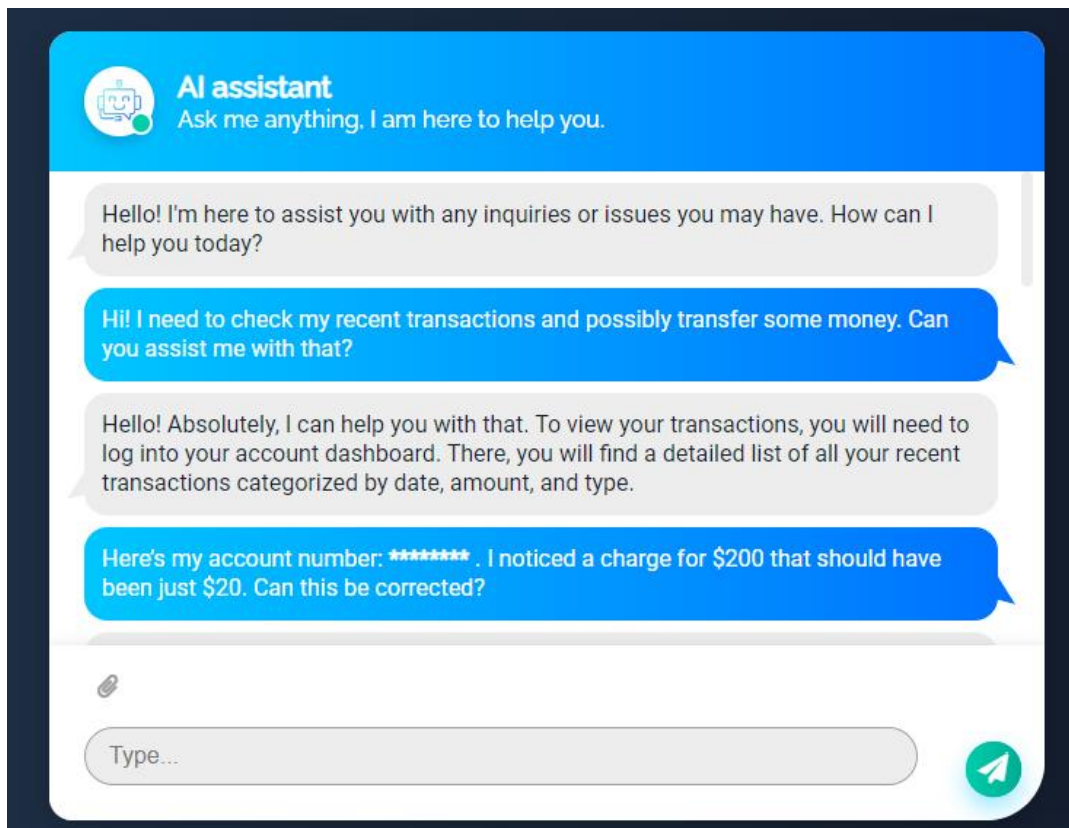 AI assistant
Ask me anything, I am here to help you.
Hello! I'm here to assist you with any inquiries or issues you may have. How can I
help you today?
Hi! I need to check my recent transactions and possibly transfer some money. Can
you assist me with that?
Hello! Absolutely, I can help you with that. To view your transactions, you will need to
log into your account dashboard. There, you will find a detailed list of all your recent
transactions categorized by date, amount, and type.
Here's my account number: ******** . I noticed a charge for $200 that should have
been just $20. Can this be corrected?
Type...